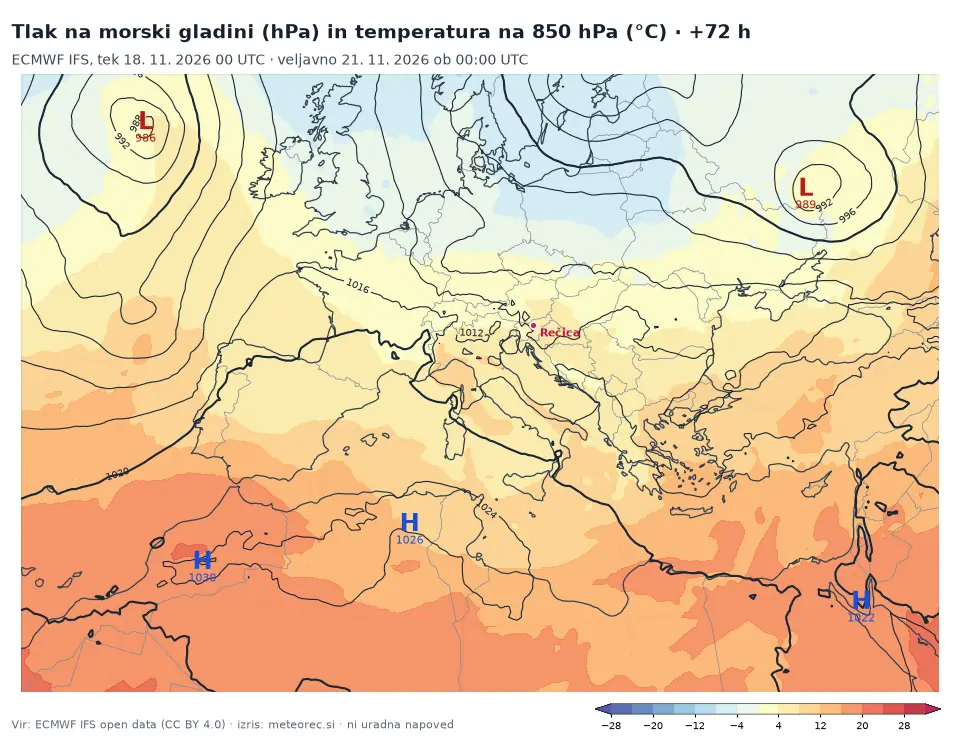 Tlak na morski gladini (hPa) in temperatura na 850 hPa (°C) · +72 h
ECMWF IFS, tek 18. 11. 2026 00 UTC · veljavno 21. 11. 2026 ob 00:00 UTC
988
L
986
992
L
989
992
996
1016
1012
Rečica
1020
1024
H
1026
H
1030
H
1022
Vir: ECMWF IFS open data (CC BY 4.0) · izris: meteorec.si · ni uradna napoved
−28 −20 −12 −4 4 12 20 28